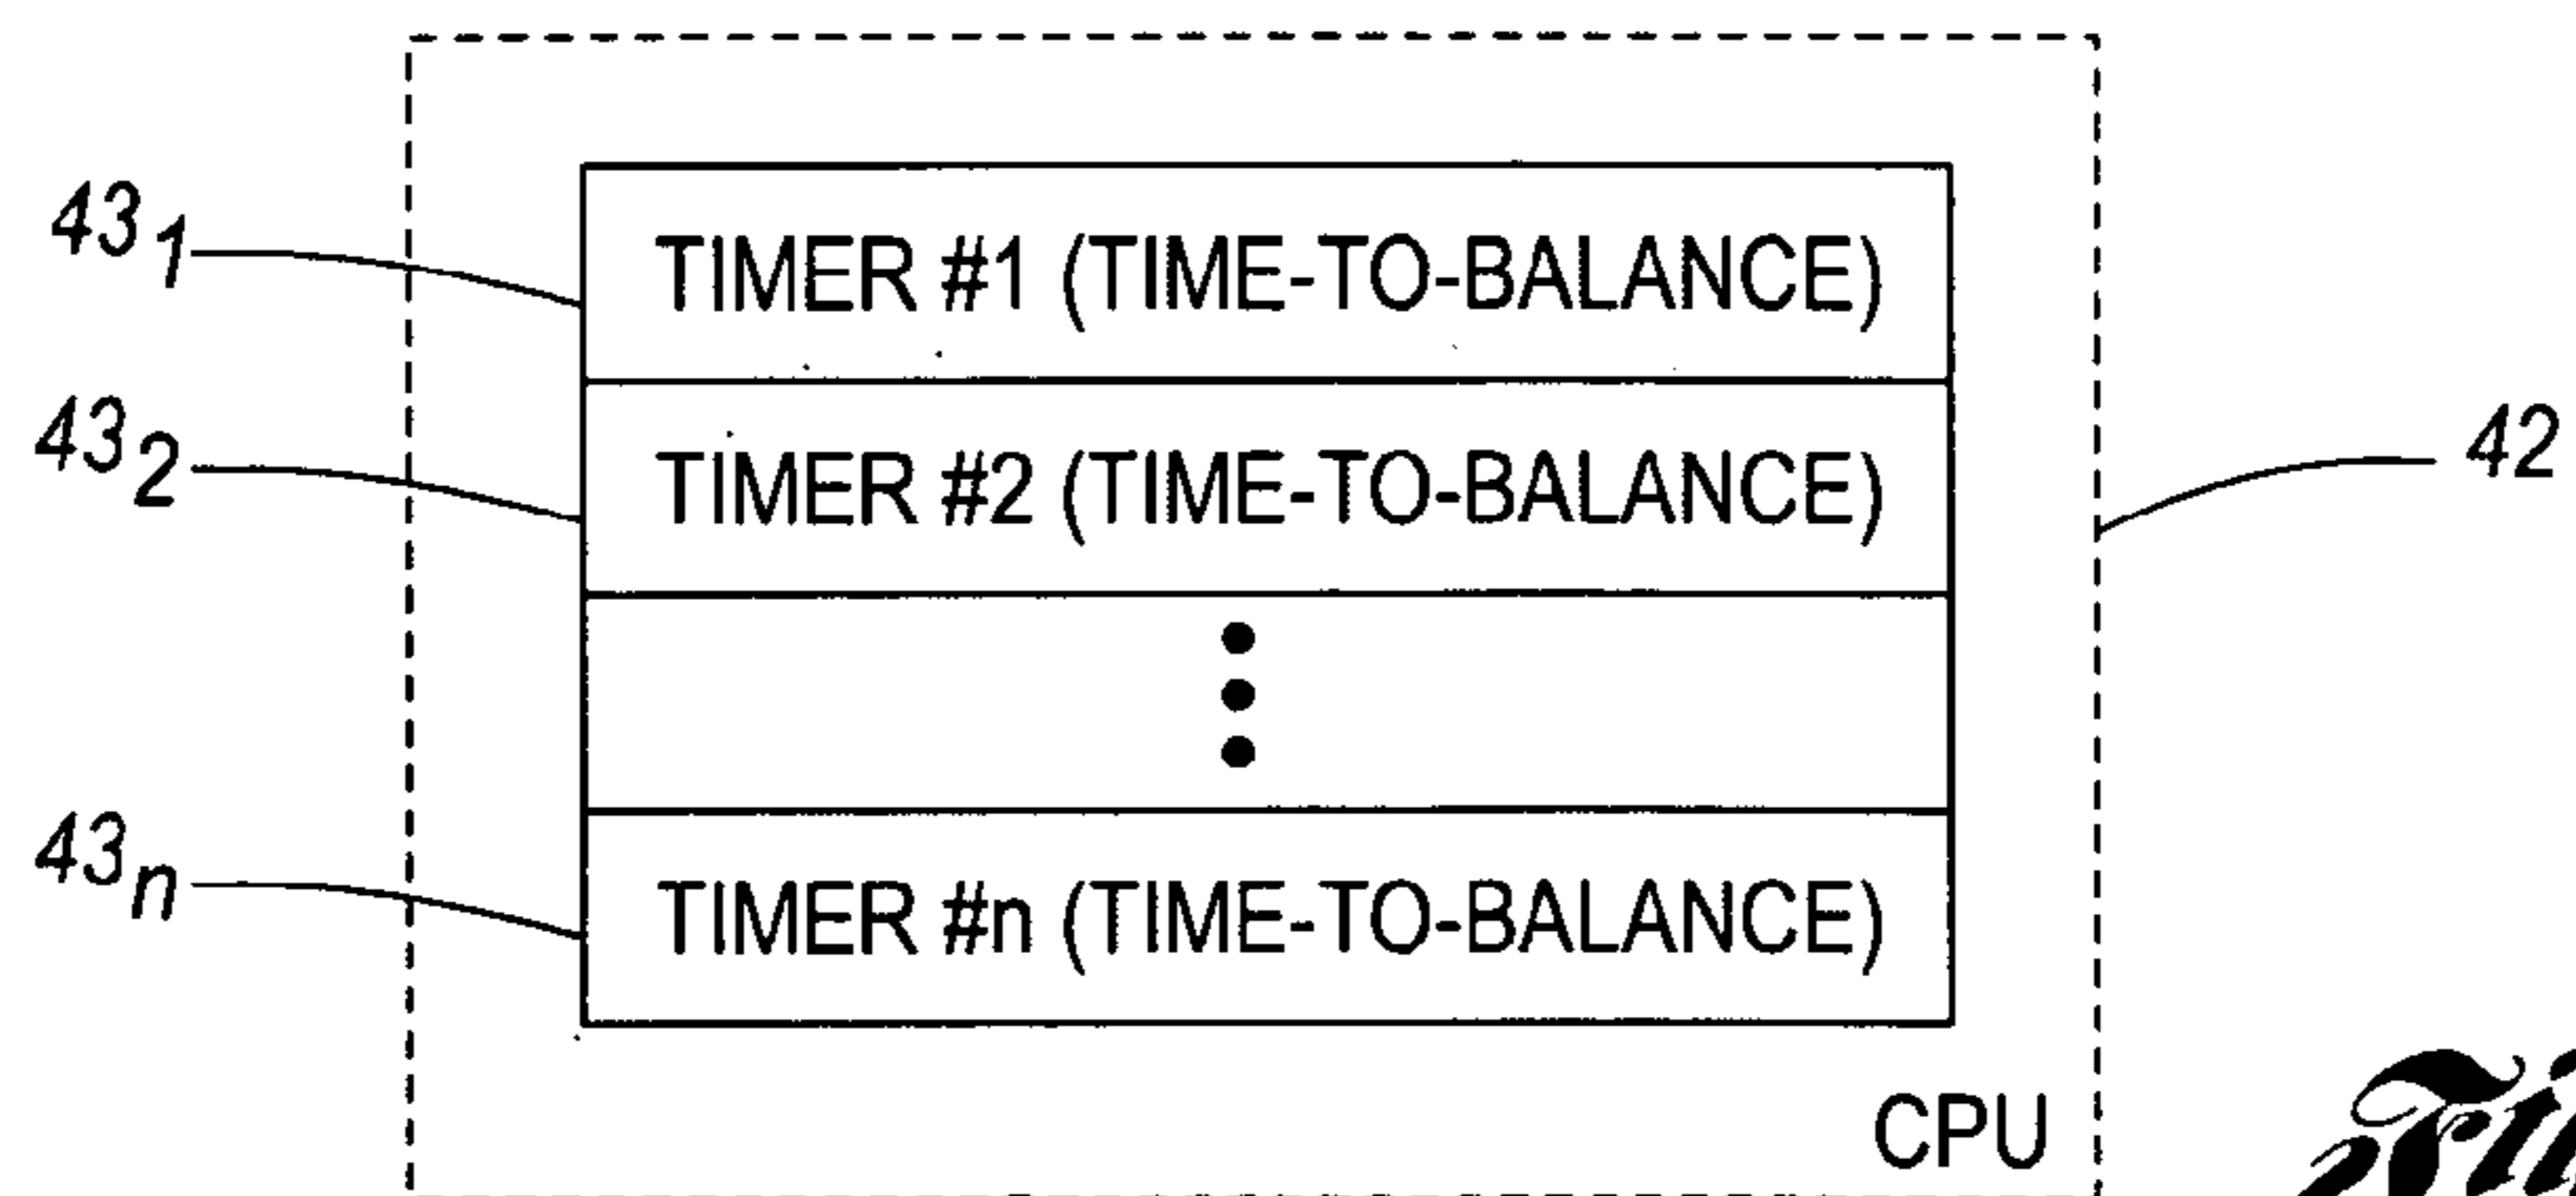 43₁ TIMER #1 (TIME-TO-BALANCE)
43₂ TIMER #2 (TIME-TO-BALANCE)
42
43ₙ TIMER #n (TIME-TO-BALANCE)
CPU